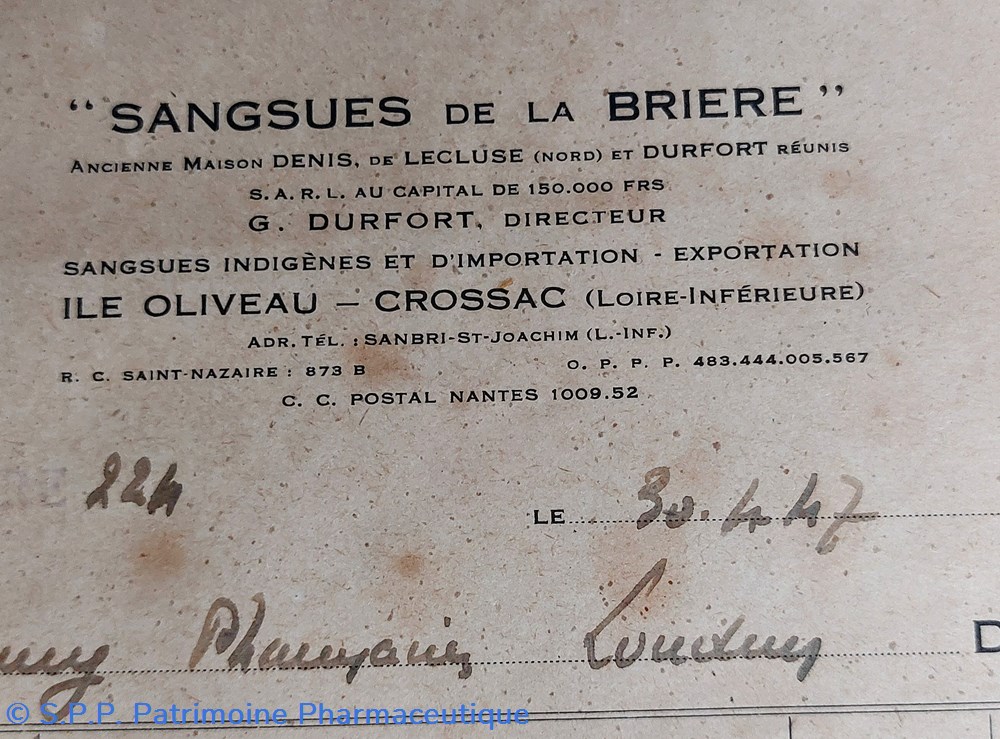 “ SANGSUES DE LA BRIERE ”
ANCIENNE MAISON DENIS, DE LECLUSE (NORD) ET DURFORT RÉUNIS
S. A. R. L. AU CAPITAL DE 150.000 FRS
G. DURFORT, DIRECTEUR
SANGSUES INDIGÈNES ET D'IMPORTATION - EXPORTATION
ILE OLIVEAU – CROSSAC (LOIRE-INFÉRIEURE)
ADR. TÉL. : SANBRI-ST-JOACHIM (L.-INF.)
R. C. SAINT-NAZAIRE : 873 B O. P. P. P. 483.444.005.567
C. C. POSTAL NANTES 1009.52
224 LE 30.4.47
Pharmacien Loudun D
© S.P.P. Patrimoine Pharmaceutique